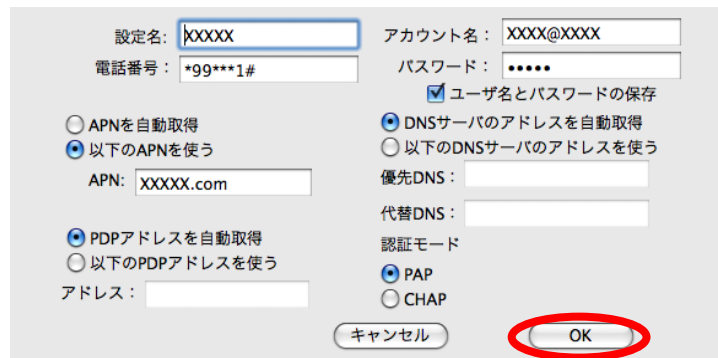 設定名: XXXXX
電話番号： *99***1#
アカウント名： XXXX@XXXX
パスワード： •••••
ユーザ名とパスワードの保存
APNを自動取得
以下のAPNを使う
APN: XXXXX.com
DNSサーバのアドレスを自動取得
以下のDNSサーバのアドレスを使う
優先DNS：
代替DNS：
PDPアドレスを自動取得
以下のPDPアドレスを使う
アドレス：
認証モード
PAP
CHAP
キャンセル
OK